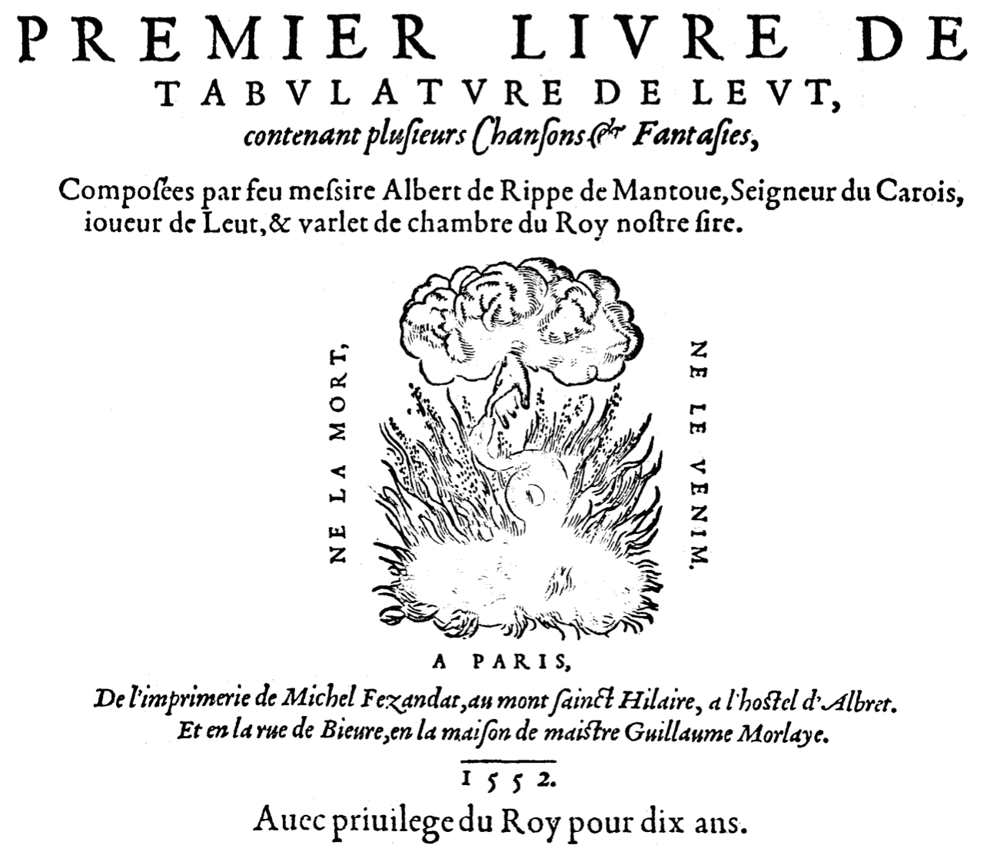 PREMIER LIVRE DE
TABVLATVRE DE LEVT,
contenant pluſieurs Chanſons & Fantaſies,
Compoſées par feu meſsire Albert de Rippe de Mantoue, Seigneur du Carois,
ioueur de Leut, & varlet de chambre du Roy noſtre ſire.
NE LA MORT,
NE LE VENIM.
A PARIS,
De l'imprimerie de Michel Fezandat, au mont ſainct Hilaire, a l'hoſtel d'Albret.
Et en la rue de Bieure, en la maiſon de maiſtre Guillaume Morlaye.
1552.
Auec priuilege du Roy pour dix ans.